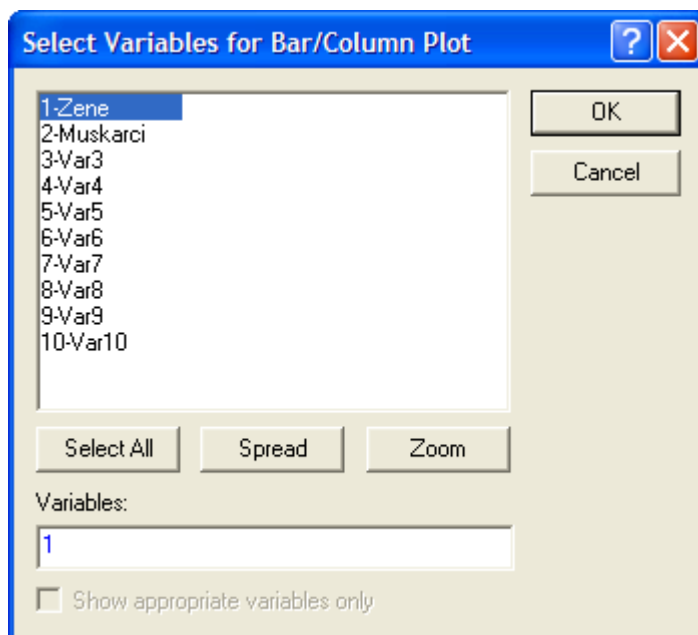 Select Variables for Bar/Column Plot
?
1-Zene
2-Muskarci
3-Var3
4-Var4
5-Var5
6-Var6
7-Var7
8-Var8
9-Var9
10-Var10
OK
Cancel
Select All
Spread
Zoom
Variables:
1
Show appropriate variables only